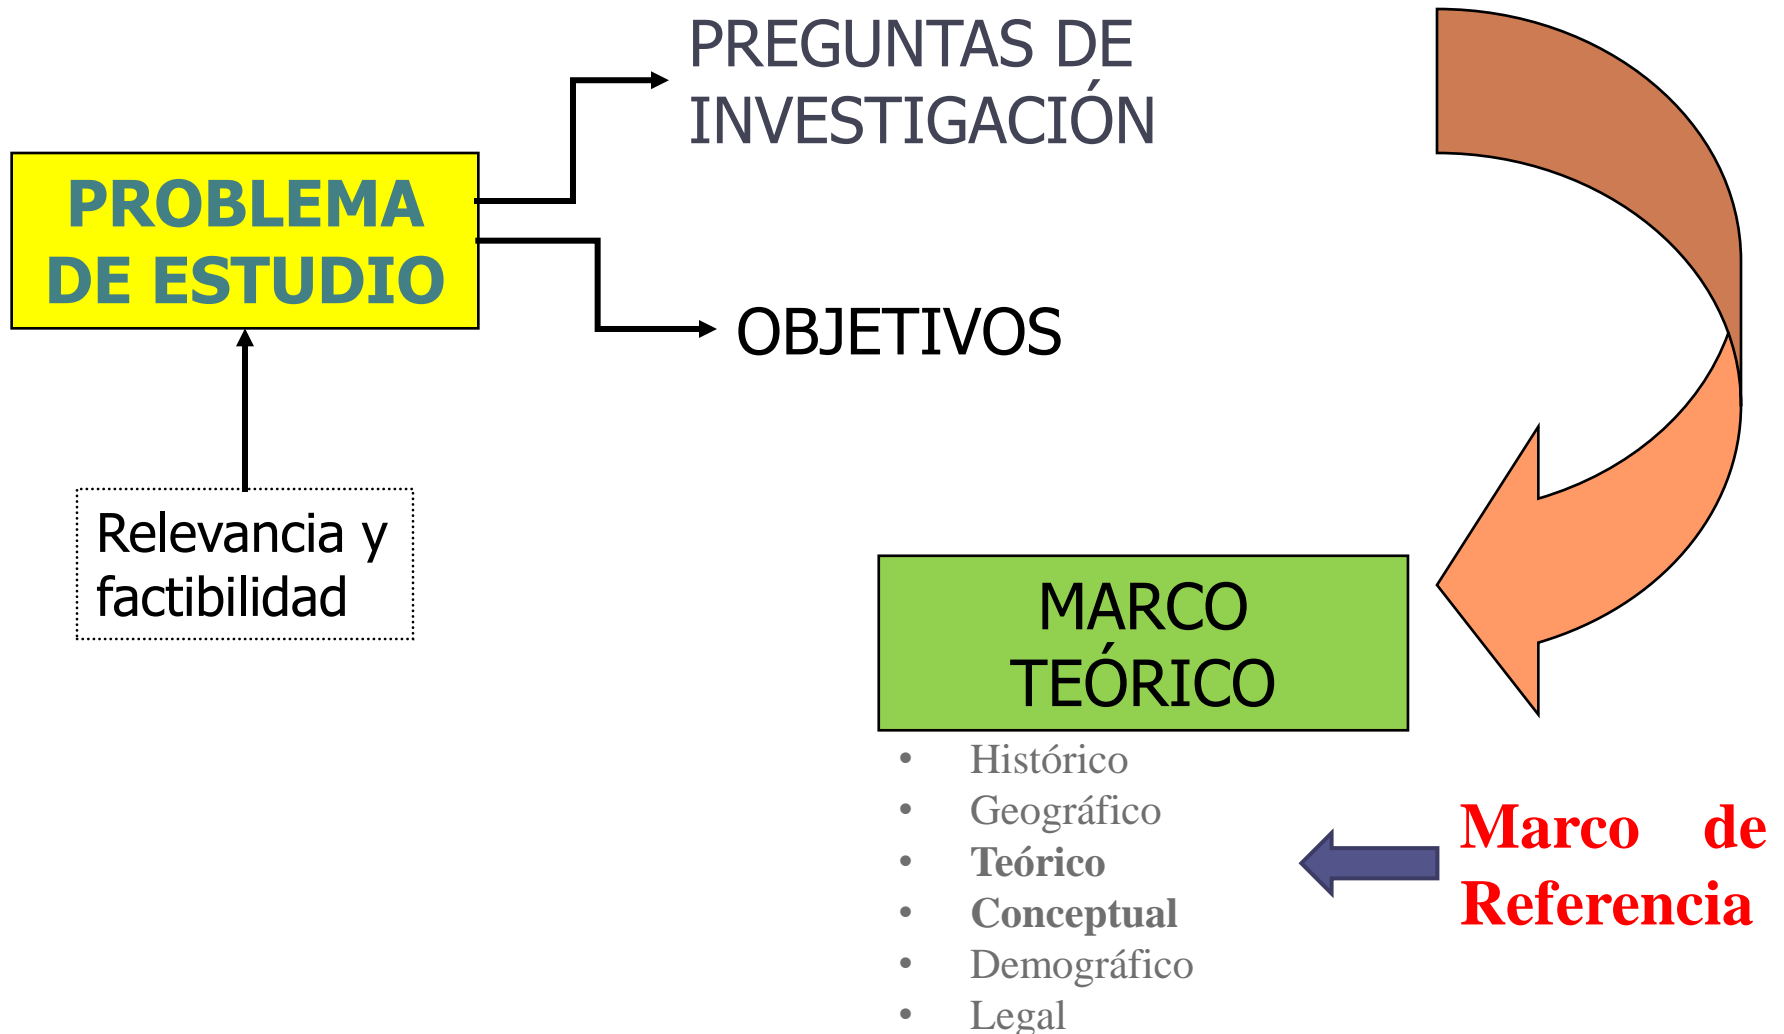 PREGUNTAS DE
INVESTIGACIÓN
PROBLEMA
DE ESTUDIO
OBJETIVOS
Relevancia y
factibilidad
MARCO
TEÓRICO
• Histórico
• Geográfico
• Teórico
• Conceptual
• Demográfico
• Legal
Marco de
Referencia